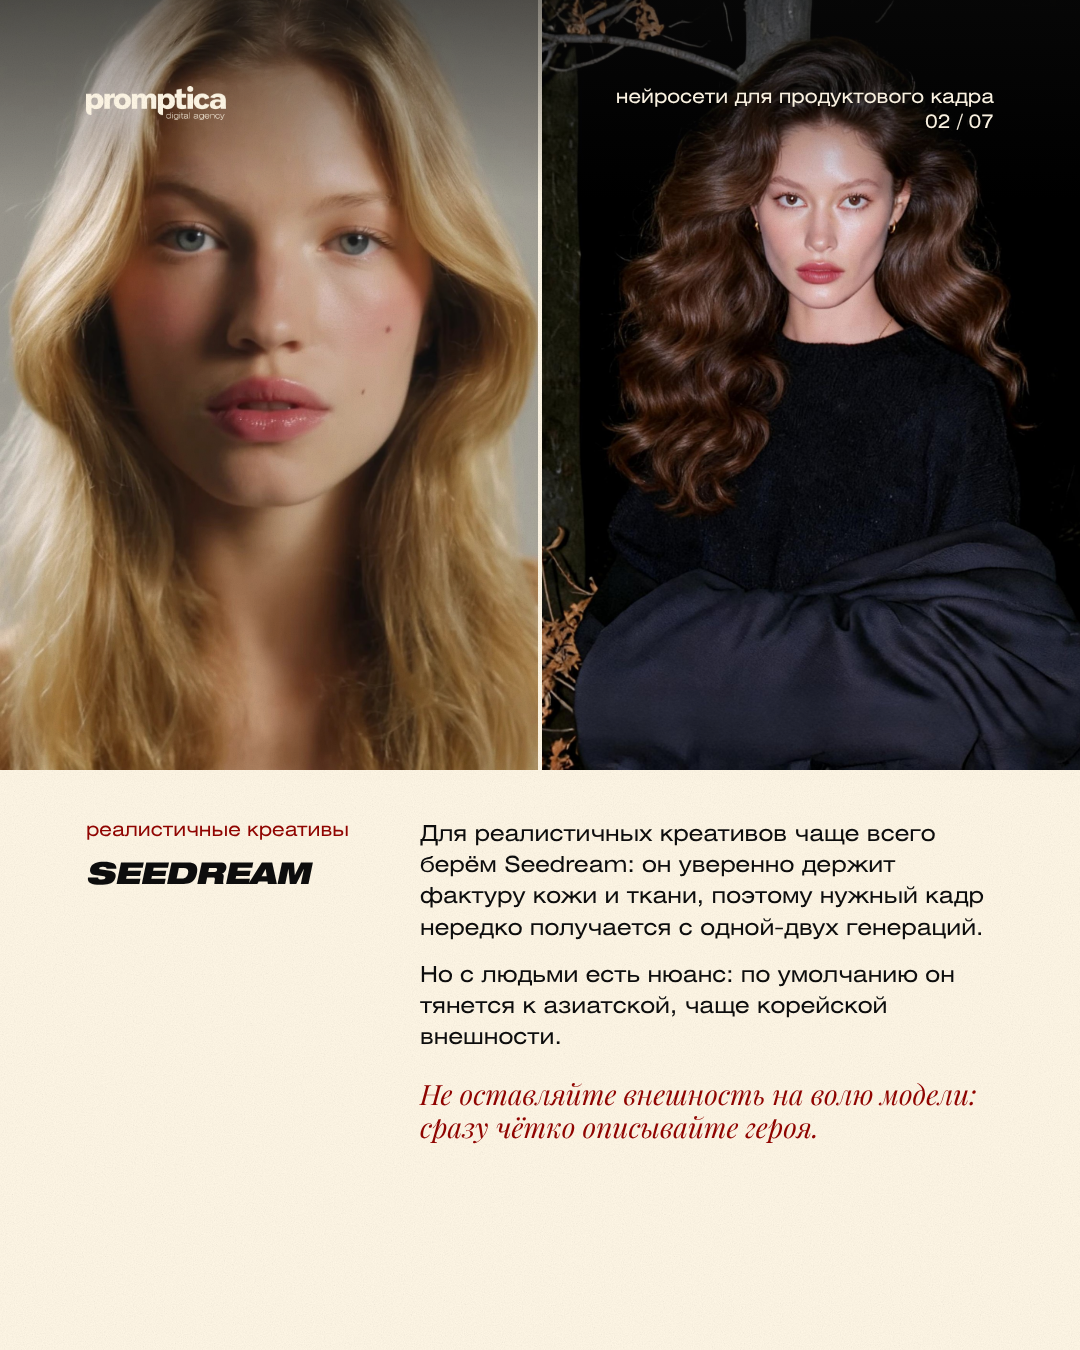 promptica
digital agency
нейросети для продуктового кадра
02 / 07
реалистичные креативы
SEEDREAM
Для реалистичных креативов чаще всего
берём Seedream: он уверенно держит
фактуру кожи и ткани, поэтому нужный кадр
нередко получается с одной-двух генераций.
Но с людьми есть нюанс: по умолчанию он
тянется к азиатской, чаще корейской
внешности.
Не оставляйте внешность на волю модели:
сразу чётко описывайте героя.